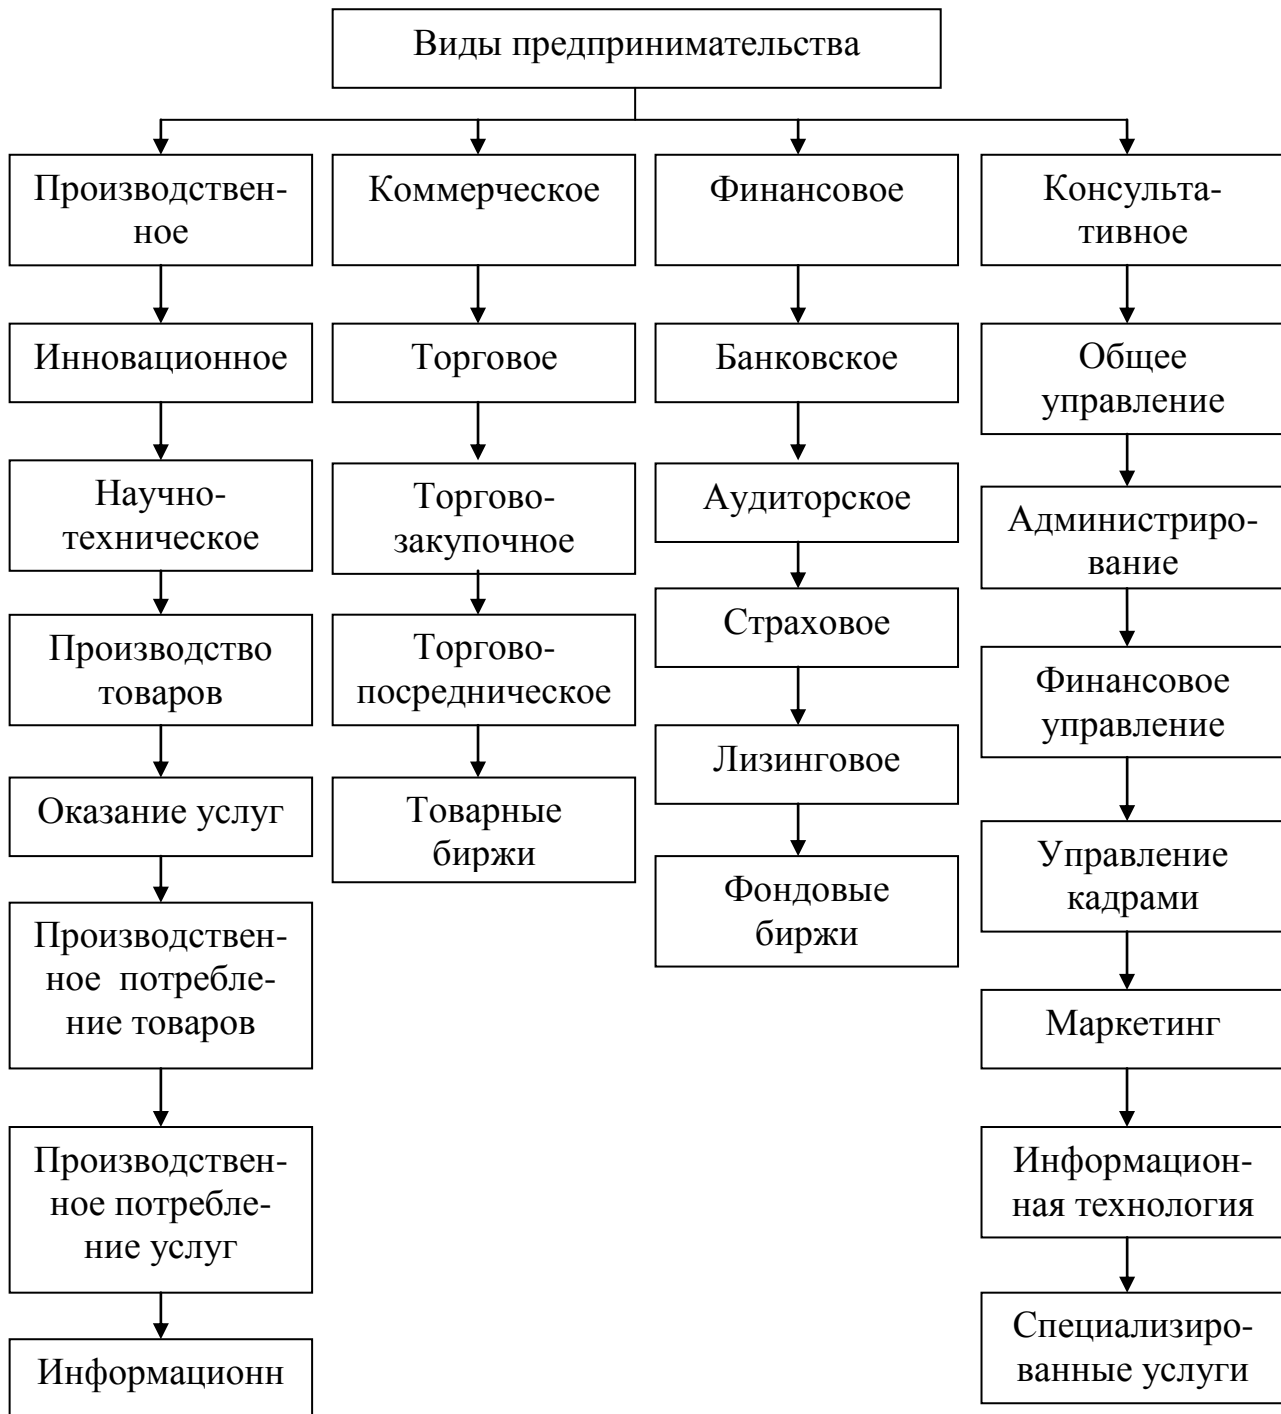 Виды предпринимательства
Производствен-
ное
Инновационное
Научно-
техническое
Производство
товаров
Оказание услуг
Производствен-
ное потребле-
ние товаров
Производствен-
ное потребле-
ние услуг
Информационн
Коммерческое
Торговое
Торгово-
закупочное
Торгово-
посредническое
Товарные
биржи
Финансовое
Банковское
Аудиторское
Страховое
Лизинговое
Фондовые
биржи
Консульта-
тивное
Общее
управление
Администриро-
вание
Финансовое
управление
Управление
кадрами
Маркетинг
Информацион-
ная технология
Специализиро-
ванные услуги